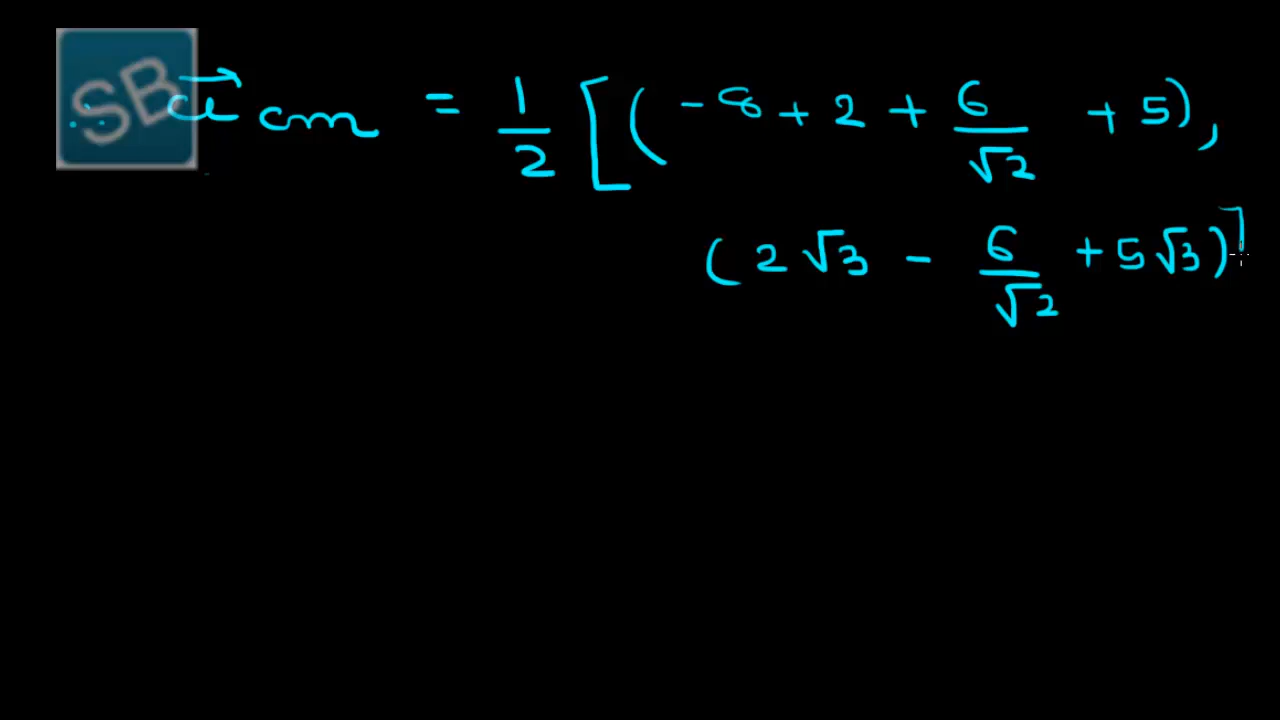 SB
∴ a⃗ cm = 1/2 [(-8 + 2 + 6/√2 + 5),
(2√3 - 6/√2 + 5√3)]